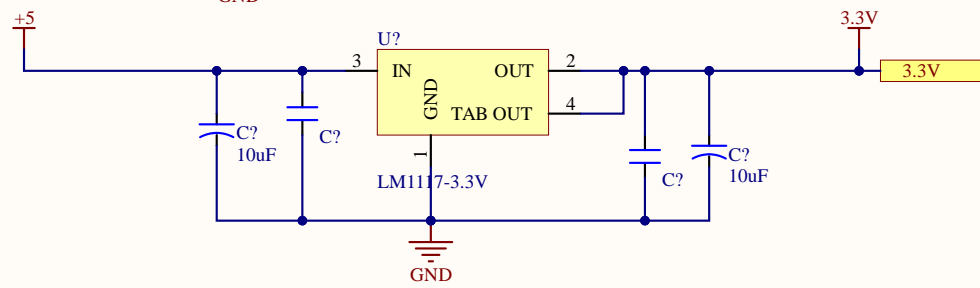 GND
+5
3.3V
U?
3
IN
OUT
2
3.3V
GND
TAB OUT
4
C?
10uF
C?
1
LM1117-3.3V
C?
C?
10uF
GND